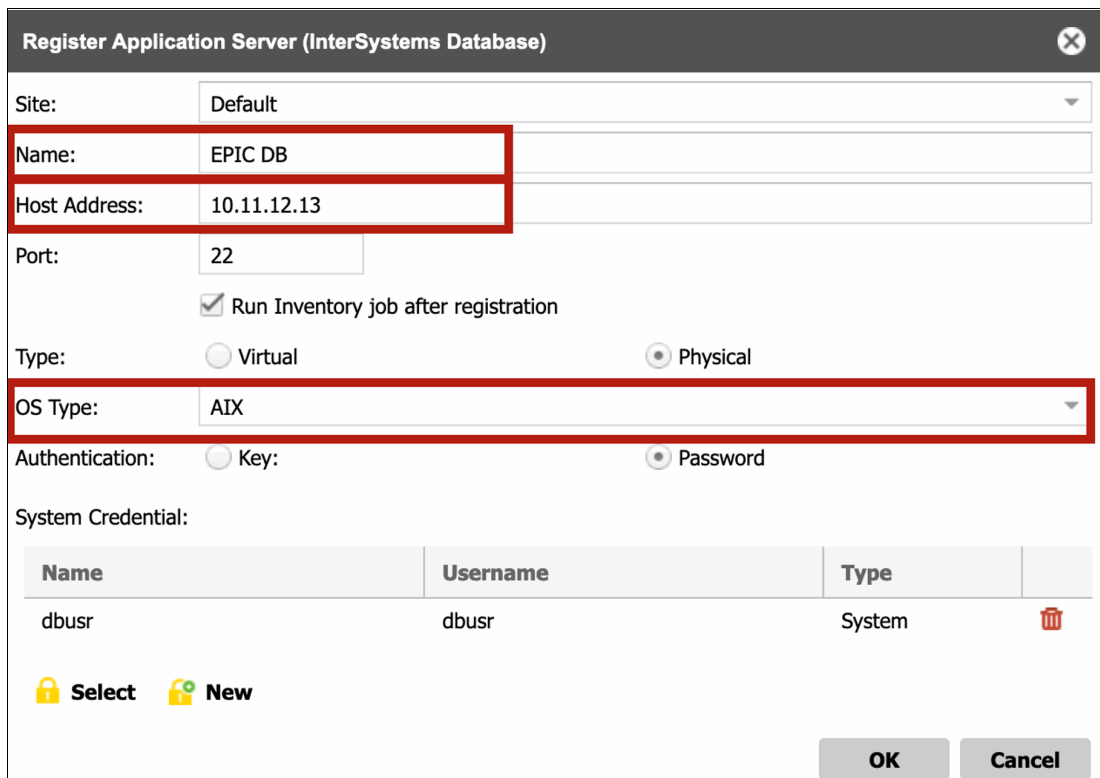 Register Application Server (InterSystems Database)
Site: Default
Name: EPIC DB
Host Address: 10.11.12.13
Port: 22
Run Inventory job after registration
Type: Virtual Physical
OS Type: AIX
Authentication: Key: Password
System Credential:
Name Username Type
dbusr dbusr System
Select New
OK Cancel